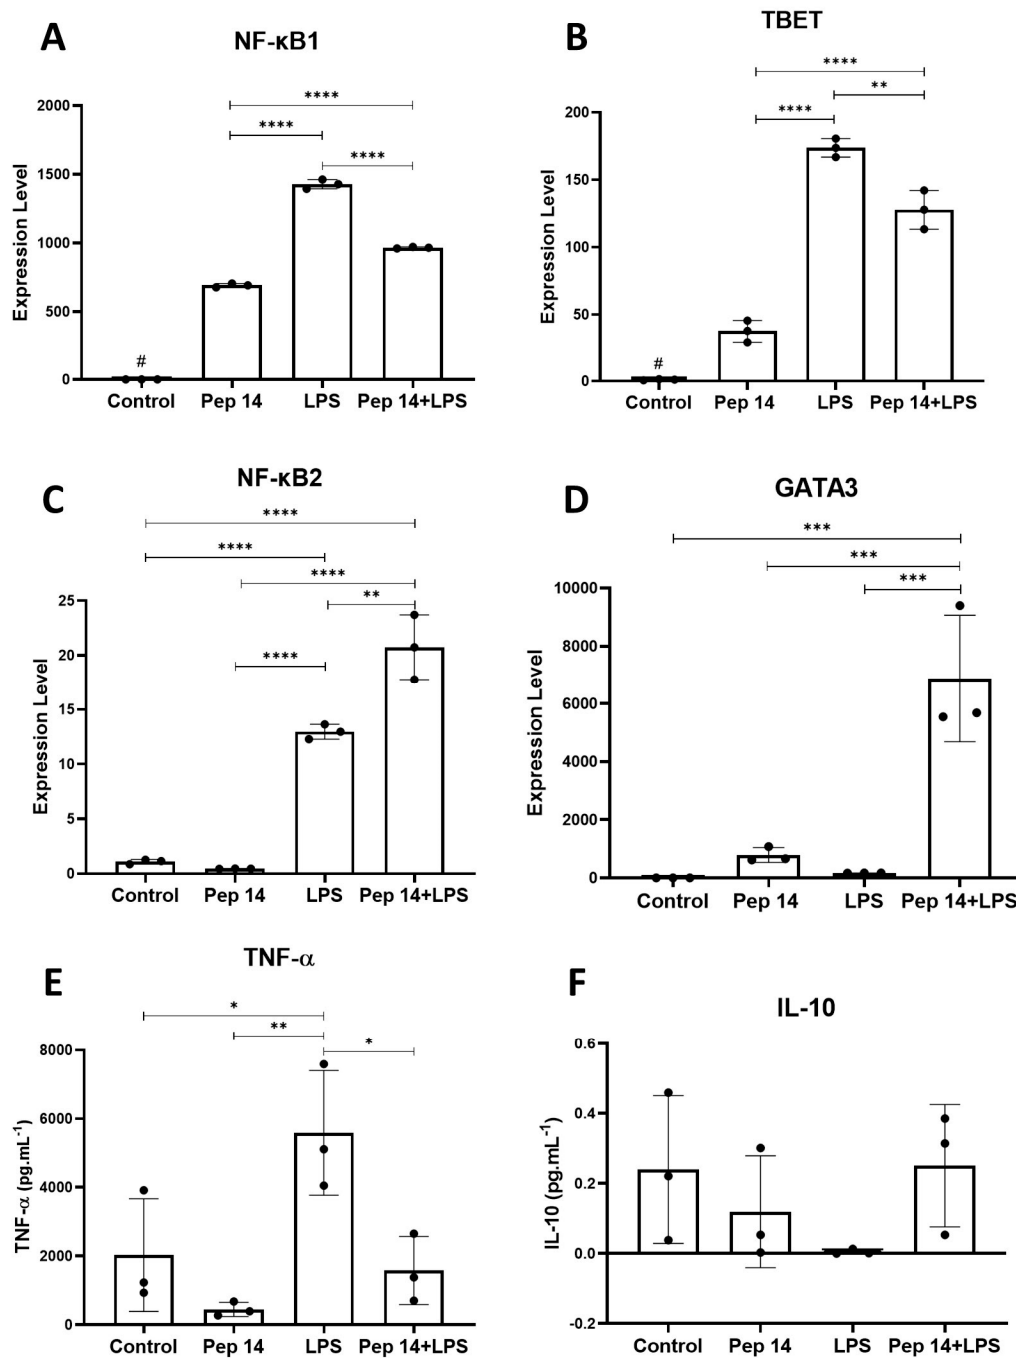 A
NF-κB1
****
****
****
2000
1500
1000
500
0
Expression Level
#
Control Pep 14 LPS Pep 14+LPS
B
TBET
****
**
****
200
150
100
50
0
Expression Level
#
Control Pep 14 LPS Pep 14+LPS
C
NF-κB2
****
****
****
**
****
25
20
15
10
5
0
Expression Level
Control Pep 14 LPS Pep 14+LPS
D
GATA3
***
***
***
10000
8000
6000
4000
2000
0
Expression Level
Control Pep 14 LPS Pep 14+LPS
E
TNF-α
*
**
*
8000
6000
4000
2000
0
TNF-α (pg.mL⁻¹)
Control Pep 14 LPS Pep 14+LPS
F
IL-10
0.6
0.4
0.2
0.0
-0.2
IL-10 (pg.mL⁻¹)
Control Pep 14 LPS Pep 14+LPS